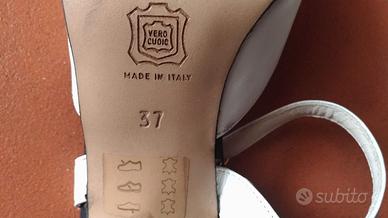 VERO
CUOIO
MADE IN ITALY
37
subito